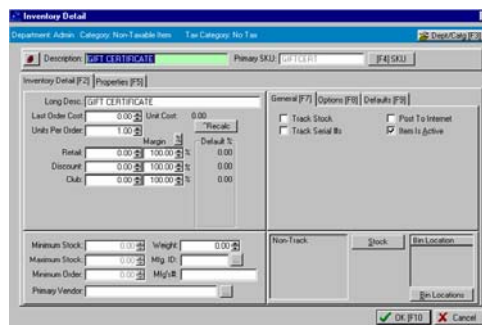 Inventory Detail
Department: Admin Category: Non-Taxable Item Tax Category: No Tax Dept/Catg [F3]
Description: GIFT CERTIFICATE Primary SKU: GIFTCERT [F4] SKU
Inventory Detail [F2] Properties [F5]
General [F7] Options [F8] Defaults [F9]
Long Desc.: GIFT CERTIFICATE
Last Order Cost: 0.00 Unit Cost: 0.00
Units Per Order: 1.00 ^Recalc
Margin % Default %
Retail: 0.00 100.00 % 0.00
Discount: 0.00 100.00 % 0.00
Club: 0.00 100.00 % 0.00
Track Stock Post To Internet
Track Serial #s Item Is Active
Minimum Stock: 0.00 Weight: 0.00
Maximum Stock: 0.00 Mfg. ID:
Minimum Order: 0.00 Mfg's#:
Primary Vendor:
Non-Track Stock Bin Location
Bin Locations
OK [F10] Cancel